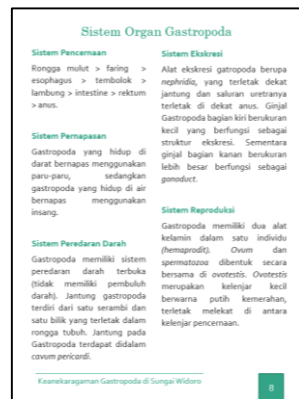 Sistem Organ Gastropoda
Sistem Pencernaan
Rongga mulut > faring >
esophagus > tembolok >
lambung > intestine > rektum
> anus.
Sistem Pernapasan
Gastropoda yang hidup di
darat bernapas menggunakan
paru-paru, sedangkan
gastropoda yang hidup di air
bernapas menggunakan
insang.
Sistem Peredaran Darah
Gastropoda memiliki sistem
peredaran darah terbuka
(tidak memiliki pembuluh
darah). Jantung gastropoda
terdiri dari satu serambi dan
satu bilik yang terletak dalam
rongga tubuh. Jantung pada
Gastropoda terdapat didalam
cavum pericardi.
Sistem Ekskresi
Alat ekskresi gatropoda berupa
nephridia, yang terletak dekat
jantung dan saluran uretranya
terletak di dekat anus. Ginjal
Gastropoda bagian kiri berukuran
kecil yang berfungsi sebagai
struktur ekskresi. Sementara
ginjal bagian kanan berukuran
lebih besar berfungsi sebagai
gonoduct.
Sistem Reproduksi
Gastropoda memiliki dua alat
kelamin dalam satu individu
(hemaprodit). Ovum dan
spermatozoa dibentuk secara
bersama di ovotestis. Ovotestis
merupakan kelenjar kecil
berwarna putih kemerahan,
terletak melekat di antara
kelenjar pencernaan.
Keanekaragaman Gastropoda di Sungai Widoro
8